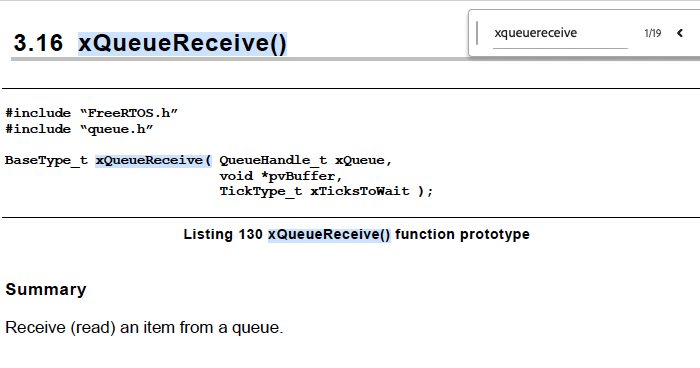 xqueuereceive 1/19
3.16 xQueueReceive()
#include “FreeRTOS.h”
#include “queue.h”
BaseType_t xQueueReceive( QueueHandle_t xQueue,
void *pvBuffer,
TickType_t xTicksToWait );
Listing 130 xQueueReceive() function prototype
Summary
Receive (read) an item from a queue.